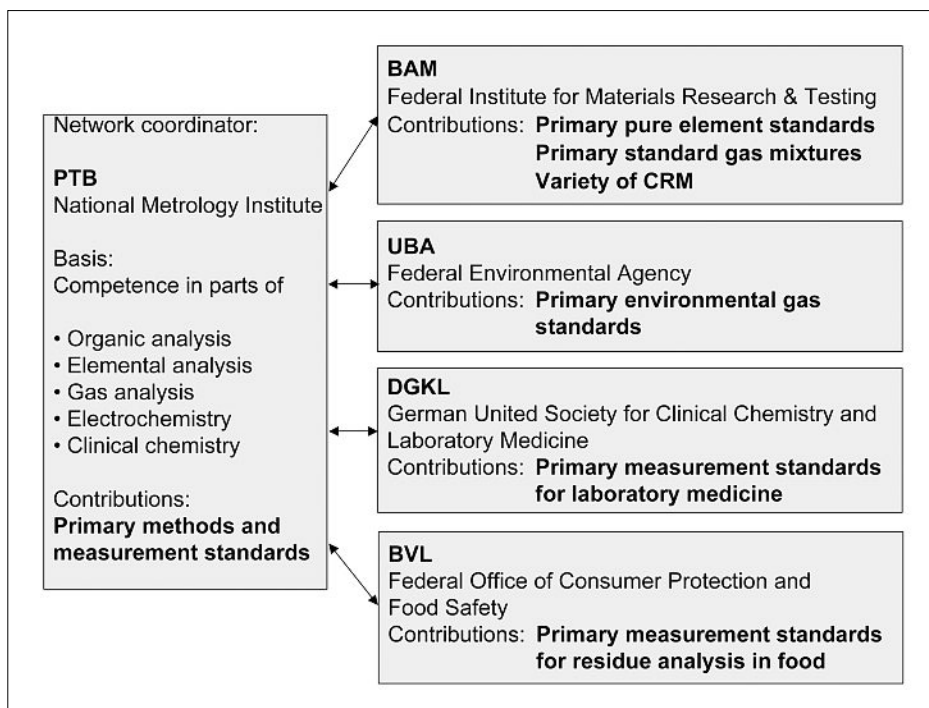 Network coordinator:
PTB
National Metrology Institute
Basis:
Competence in parts of
• Organic analysis
• Elemental analysis
• Gas analysis
• Electrochemistry
• Clinical chemistry
Contributions:
Primary methods and
measurement standards
BAM
Federal Institute for Materials Research & Testing
Contributions: Primary pure element standards
Primary standard gas mixtures
Variety of CRM
UBA
Federal Environmental Agency
Contributions: Primary environmental gas
standards
DGKL
German United Society for Clinical Chemistry and
Laboratory Medicine
Contributions: Primary measurement standards
for laboratory medicine
BVL
Federal Office of Consumer Protection and
Food Safety
Contributions: Primary measurement standards
for residue analysis in food